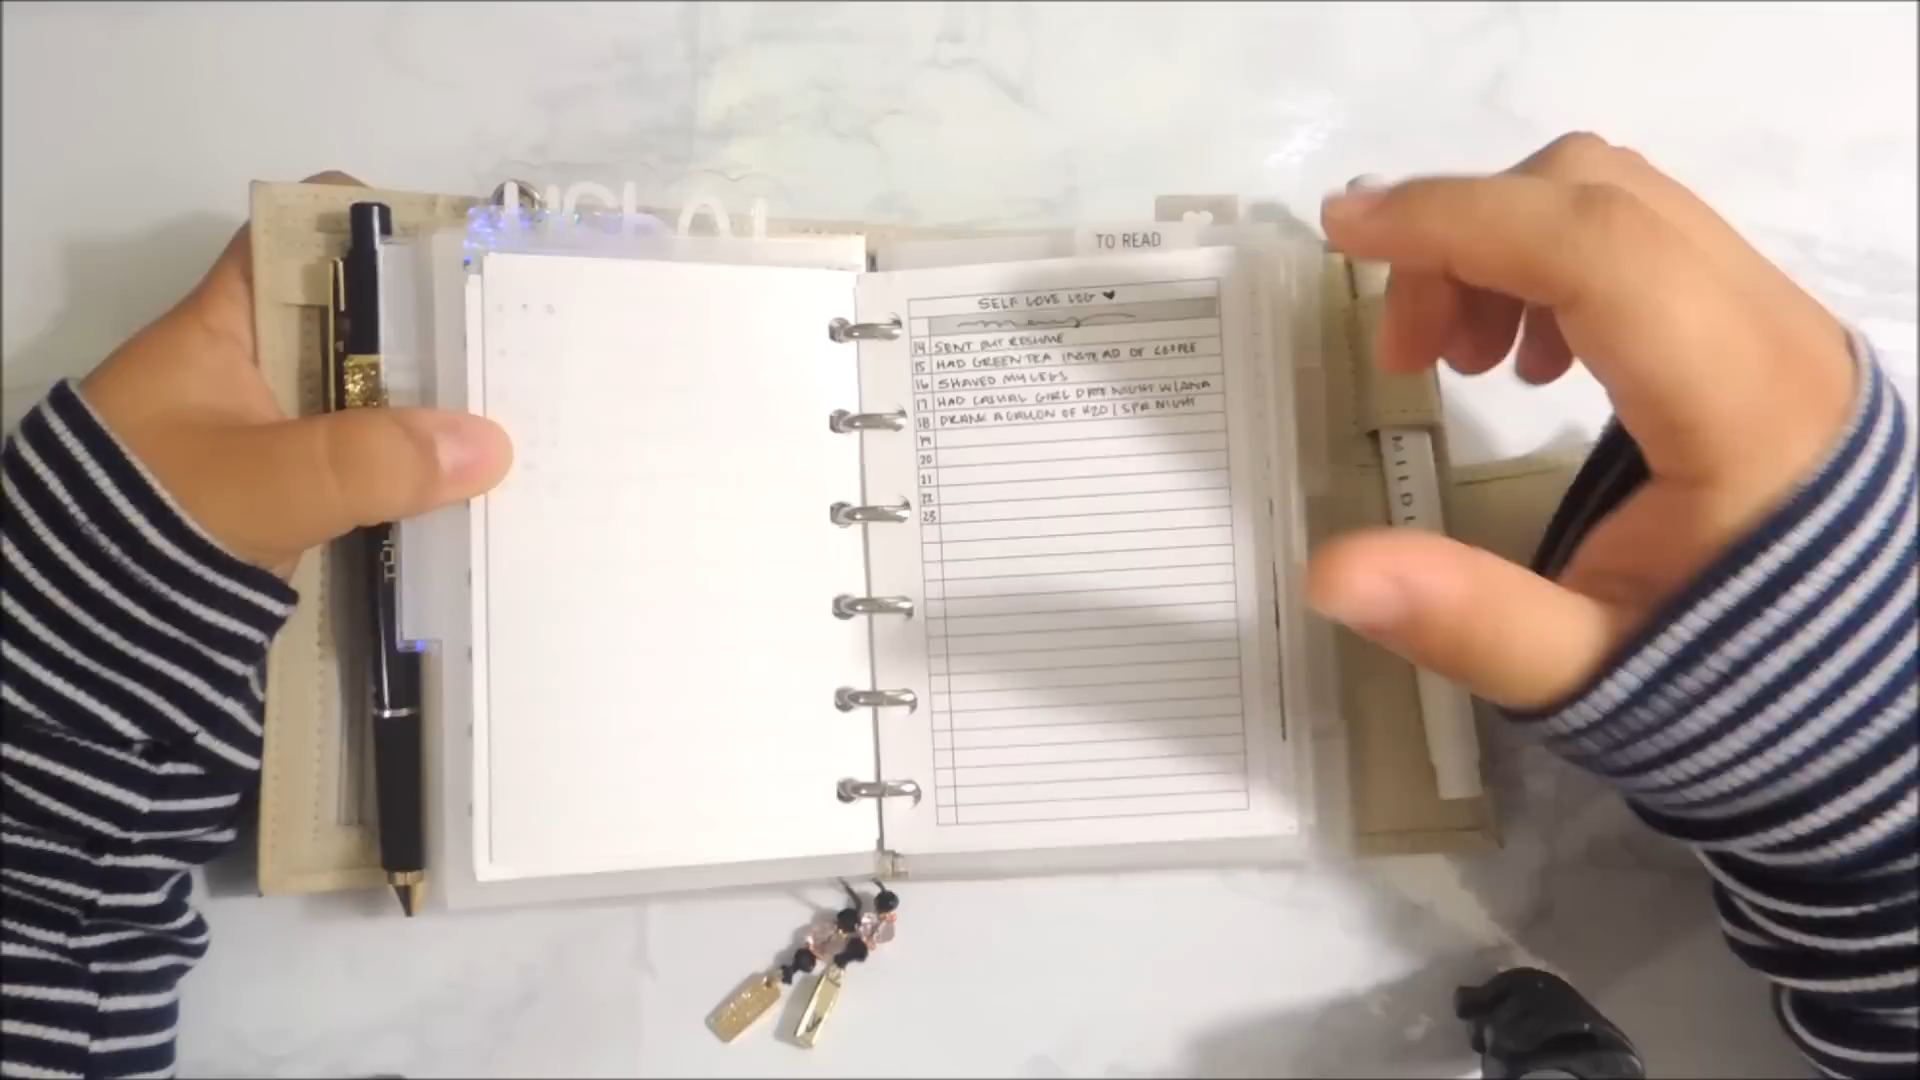 TO READ
SELF LOVE LOG ♥
may
14 SENT OUT RESUME
15 HAD GREEN TEA INSTEAD OF COFFEE
16 SHAVED MY LEGS
17 HAD CASUAL GIRL DATE NIGHT W/ANA
18 DRANK A GALLON OF H2O | SPA NIGHT
19
20
21
22
23
MILDL